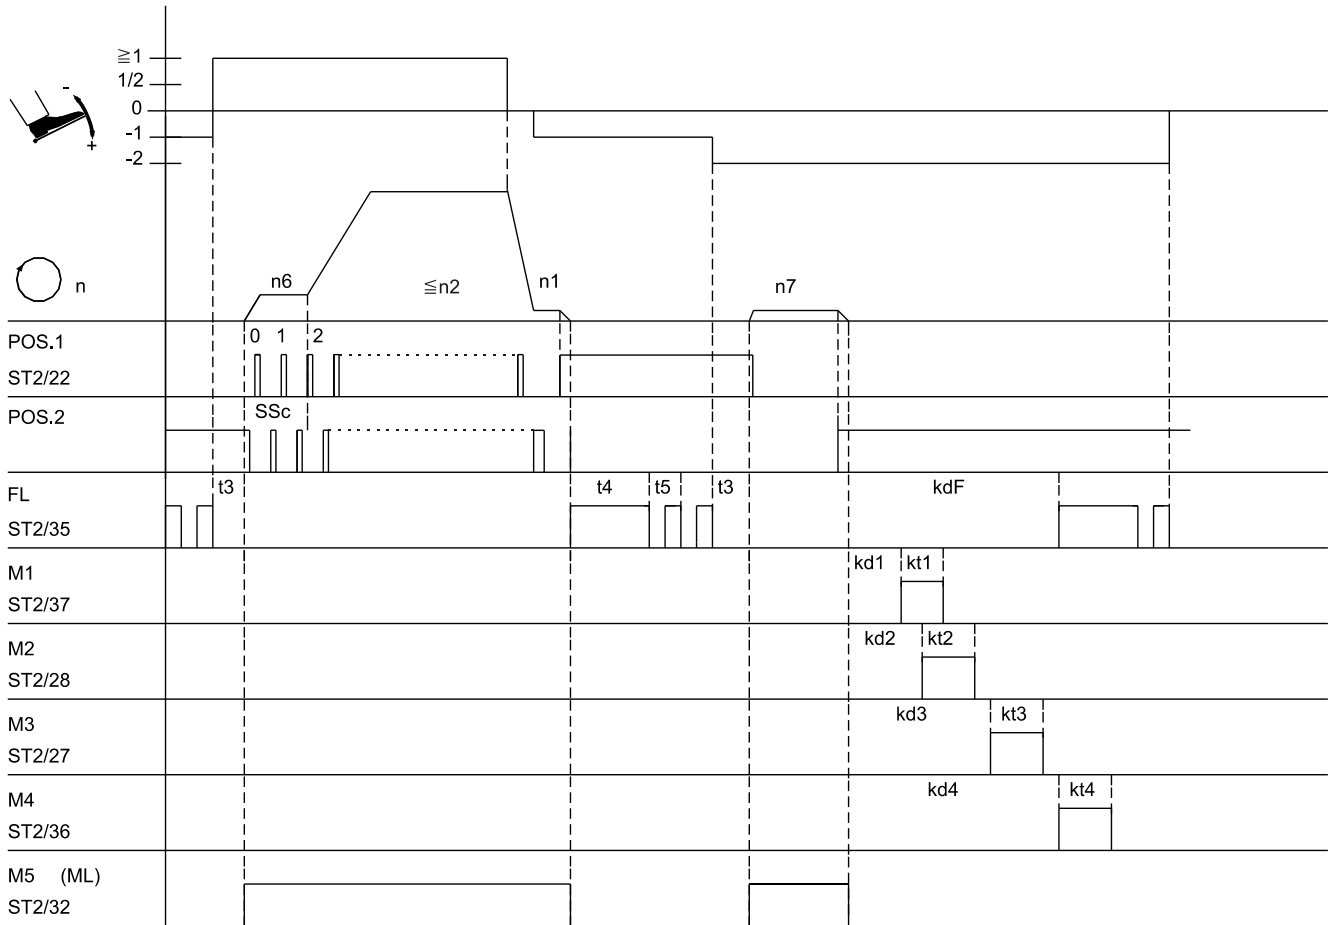 ≧1
1/2
0
-1
-2
-
+
n
n6
≦n2
n1
n7
POS.1
0 1 2
ST2/22
POS.2
SSc
FL
t3 t4 t5 t3 kdF
ST2/35
M1
kd1 kt1
ST2/37
M2
kd2 kt2
ST2/28
M3
kd3 kt3
ST2/27
M4
kd4 kt4
ST2/36
M5 (ML)
ST2/32